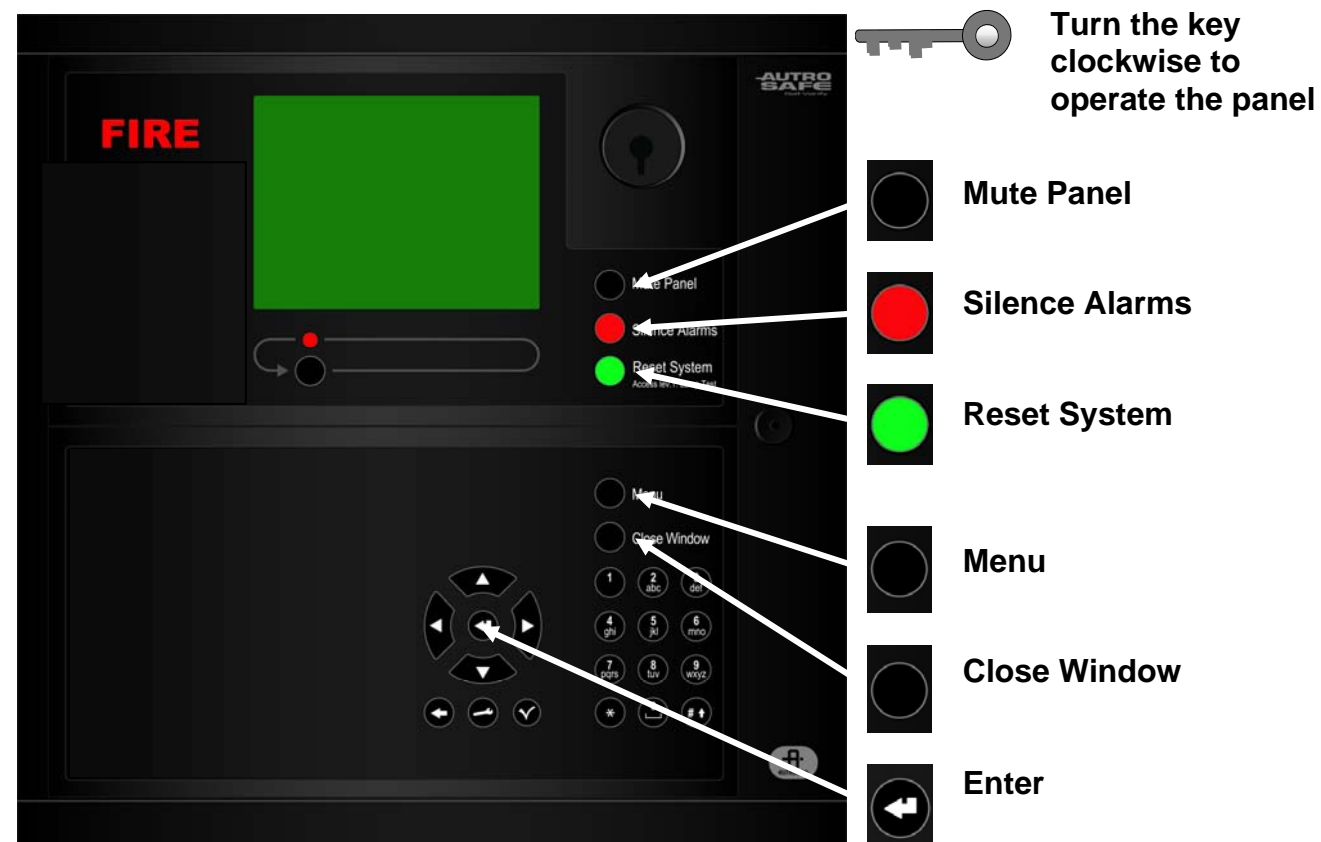 Turn the key
clockwise to
operate the panel
AUTRO
SAFE
FIRE
Mute Panel
Mute Panel
Silence Alarms
Silence Alarms
Reset System
Reset System
Menu
Menu
Close Window
Close Window
1
2
abc
def
4
ghi
5
jkl
6
mno
7
pqrs
8
tuv
9
wxyz
*
#
Enter